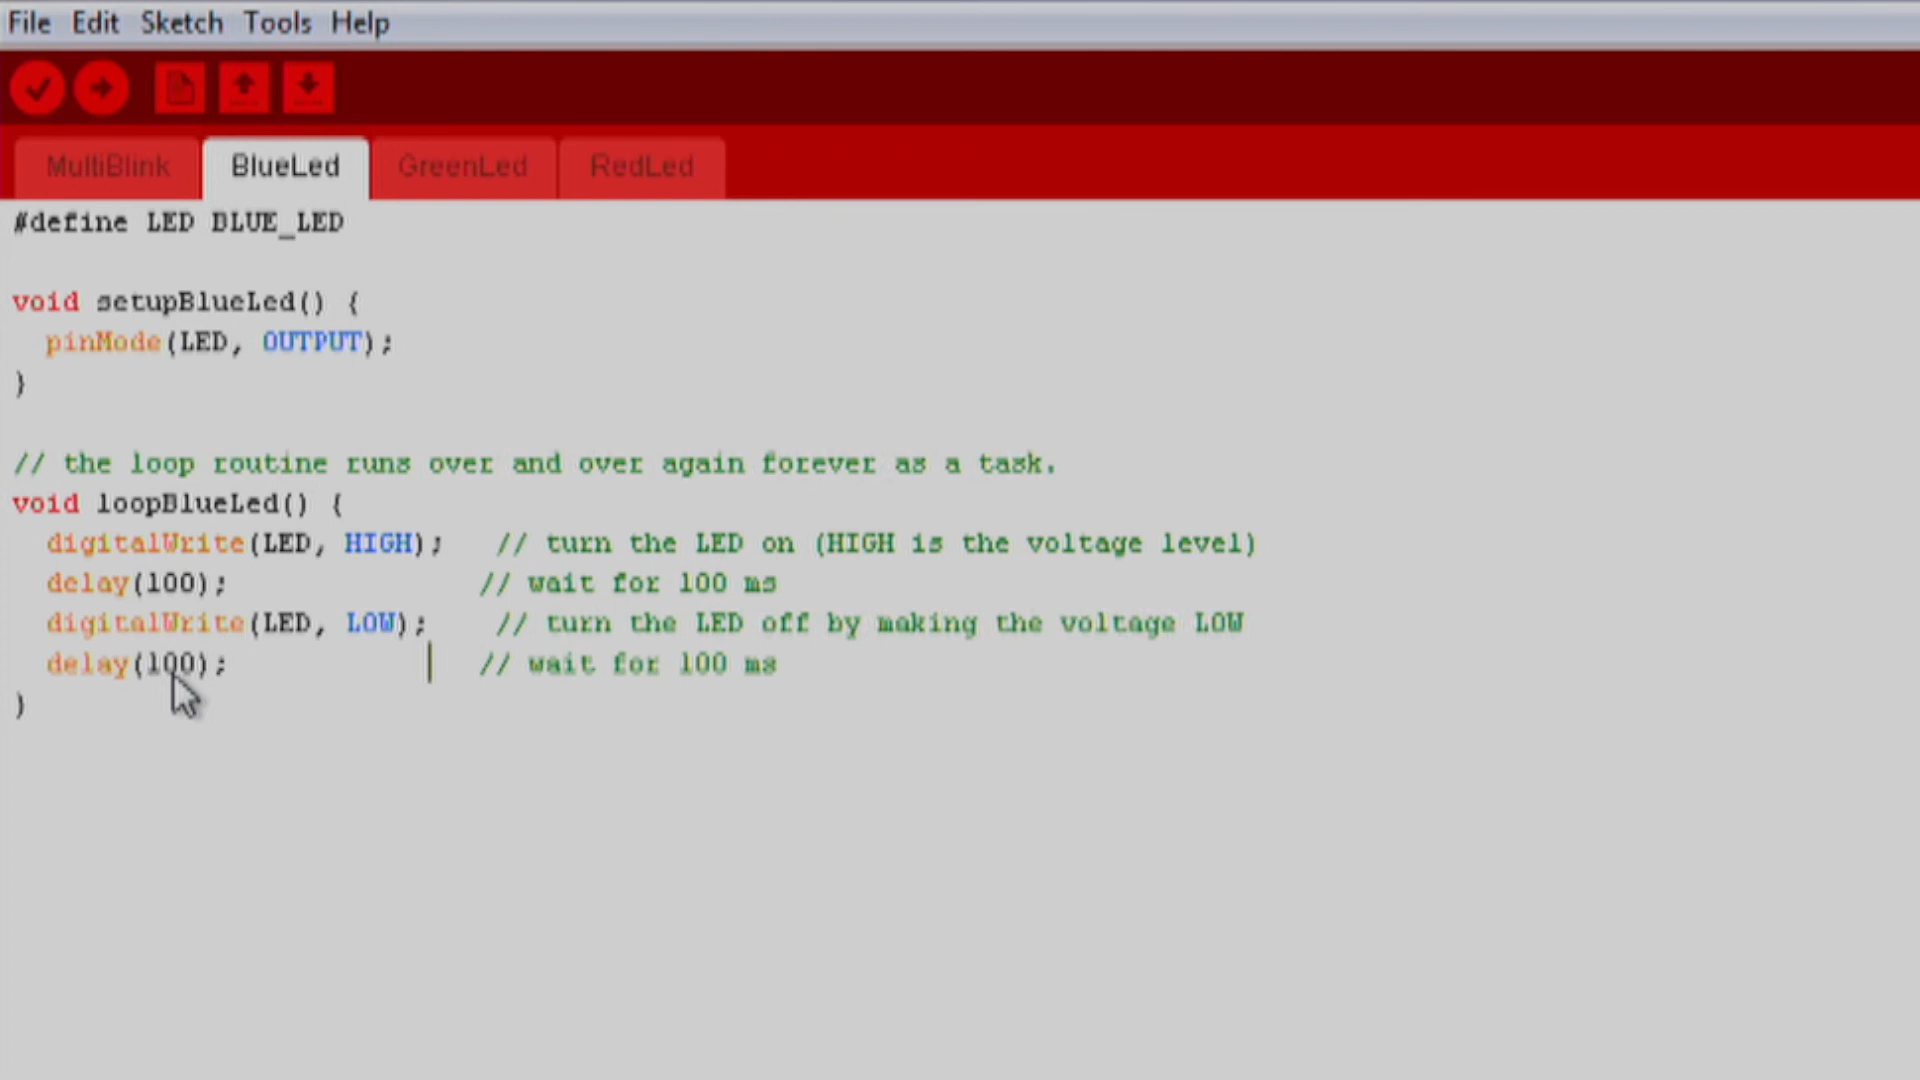 File Edit Sketch Tools Help
MultiBlink BlueLed GreenLed RedLed
#define LED BLUE_LED
void setupBlueLed() {
pinMode(LED, OUTPUT);
}
// the loop routine runs over and over again forever as a task.
void loopBlueLed() {
digitalWrite(LED, HIGH); // turn the LED on (HIGH is the voltage level)
delay(100); // wait for 100 ms
digitalWrite(LED, LOW); // turn the LED off by making the voltage LOW
delay(100); // wait for 100 ms
}